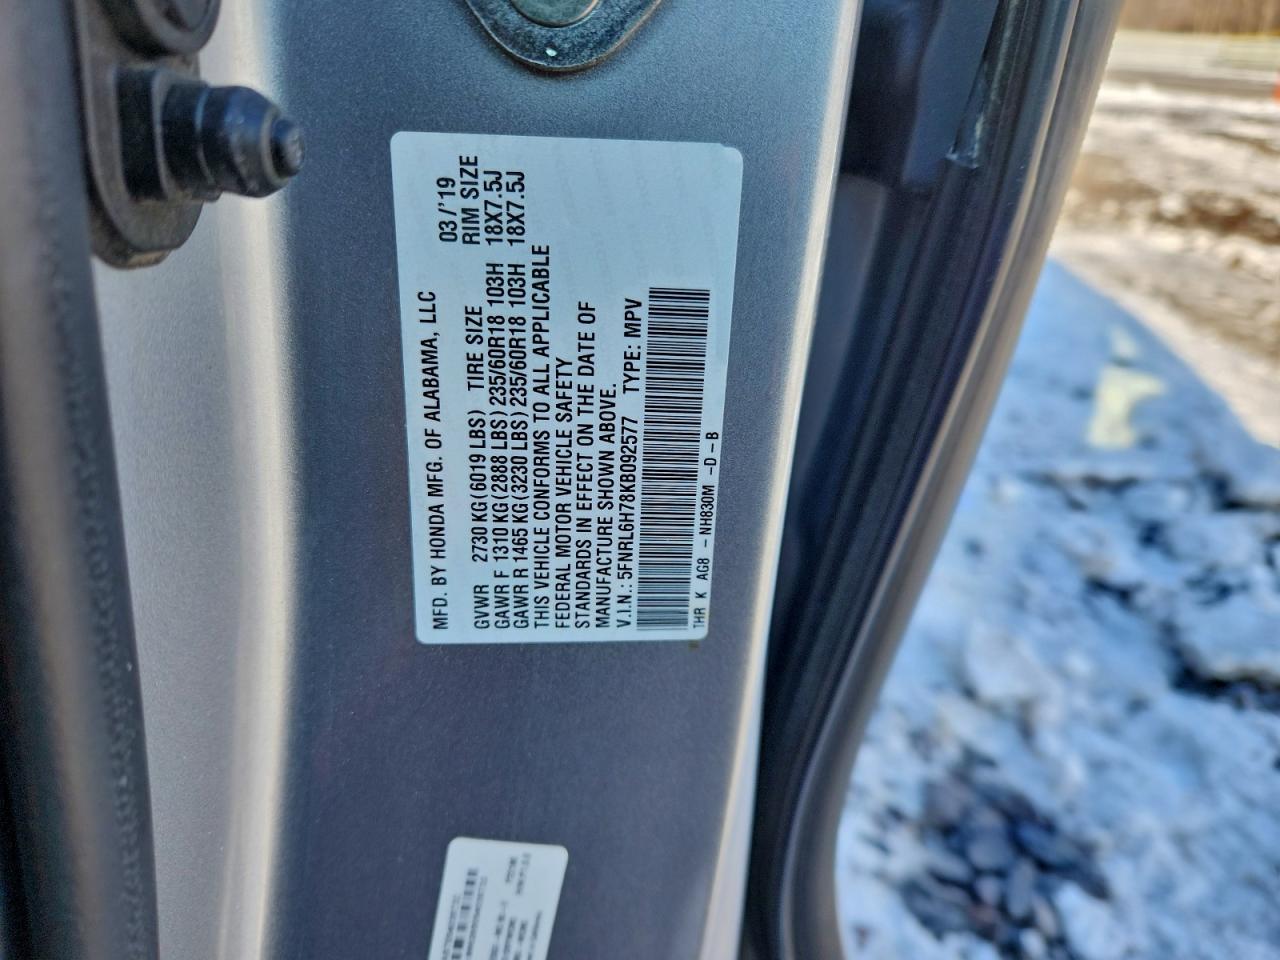 MFD. BY HONDA MFG. OF ALABAMA, LLC 03/'19
GVWR 2730 KG(6019 LBS) TIRE SIZE RIM SIZE
GAWR F 1310 KG(2888 LBS)235/60R18 103H 18X7.5J
GAWR R 1465 KG(3230 LBS)235/60R18 103H 18X7.5J
THIS VEHICLE CONFORMS TO ALL APPLICABLE
FEDERAL MOTOR VEHICLE SAFETY
STANDARDS IN EFFECT ON THE DATE OF
MANUFACTURE SHOWN ABOVE.
V.I.N.: 5FNRL6H78KB092577 TYPE: MPV
THR K AG8 -NH830M -D-B